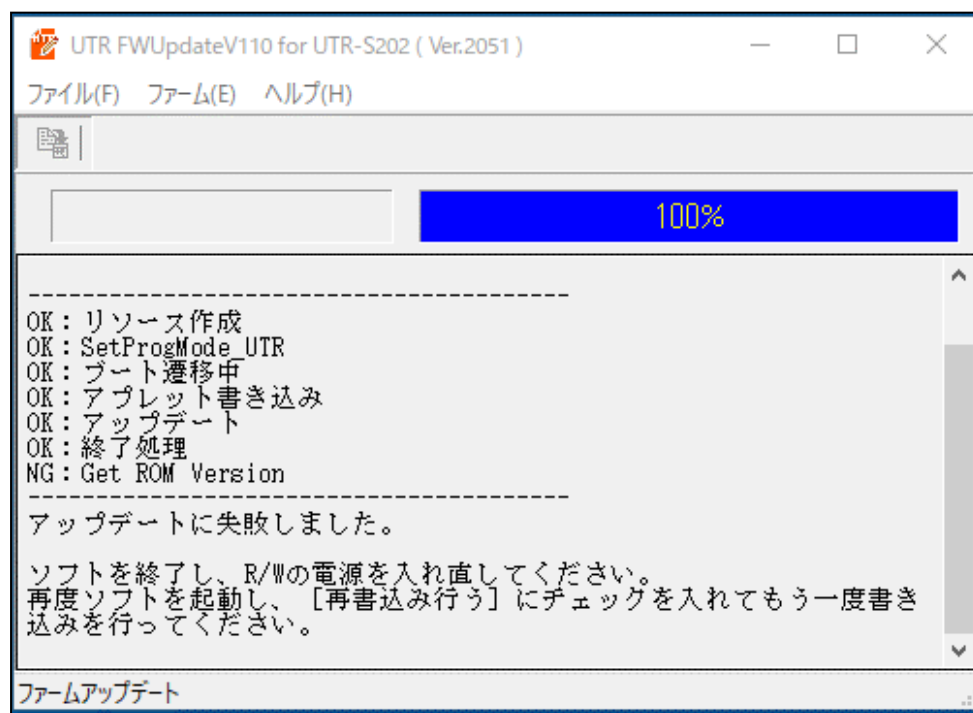 UTR FWUpdateV110 for UTR-S202 ( Ver.2051 )
ファイル(F) ファーム(E) ヘルプ(H)
100%
----------------------------------------
OK：リソース作成
OK：SetProgMode_UTR
OK：ブート遷移中
OK：アプレット書き込み
OK：アップデート
OK：終了処理
NG：Get ROM Version
----------------------------------------
アップデートに失敗しました。
ソフトを終了し、R/Wの電源を入れ直してください。
再度ソフトを起動し、［再書込み行う］にチェックを入れてもう一度書き
込みを行ってください。
ファームアップデート